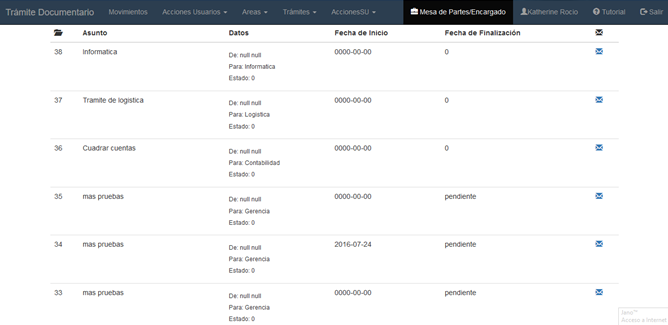 Trámite Documentario Movimientos Acciones Usuarios Areas Trámites AccionesSU Mesa de Partes/Encargado Katherine Rocio Tutorial Salir
Asunto Datos Fecha de Inicio Fecha de Finalización
38 Informatica De: null null 0000-00-00 0
Para: Informatica
Estado: 0
37 Tramite de logistica De: null null 0000-00-00 0
Para: Logistica
Estado: 0
36 Cuadrar cuentas De: null null 0000-00-00 0
Para: Contabilidad
Estado: 0
35 mas pruebas De: null null 0000-00-00 pendiente
Para: Gerencia
Estado: 0
34 mas pruebas De: null null 2016-07-24 pendiente
Para: Gerencia
Estado: 0
33 mas pruebas De: null null 0000-00-00 pendiente
Para: Gerencia
Estado: 0
Acceso a Internet